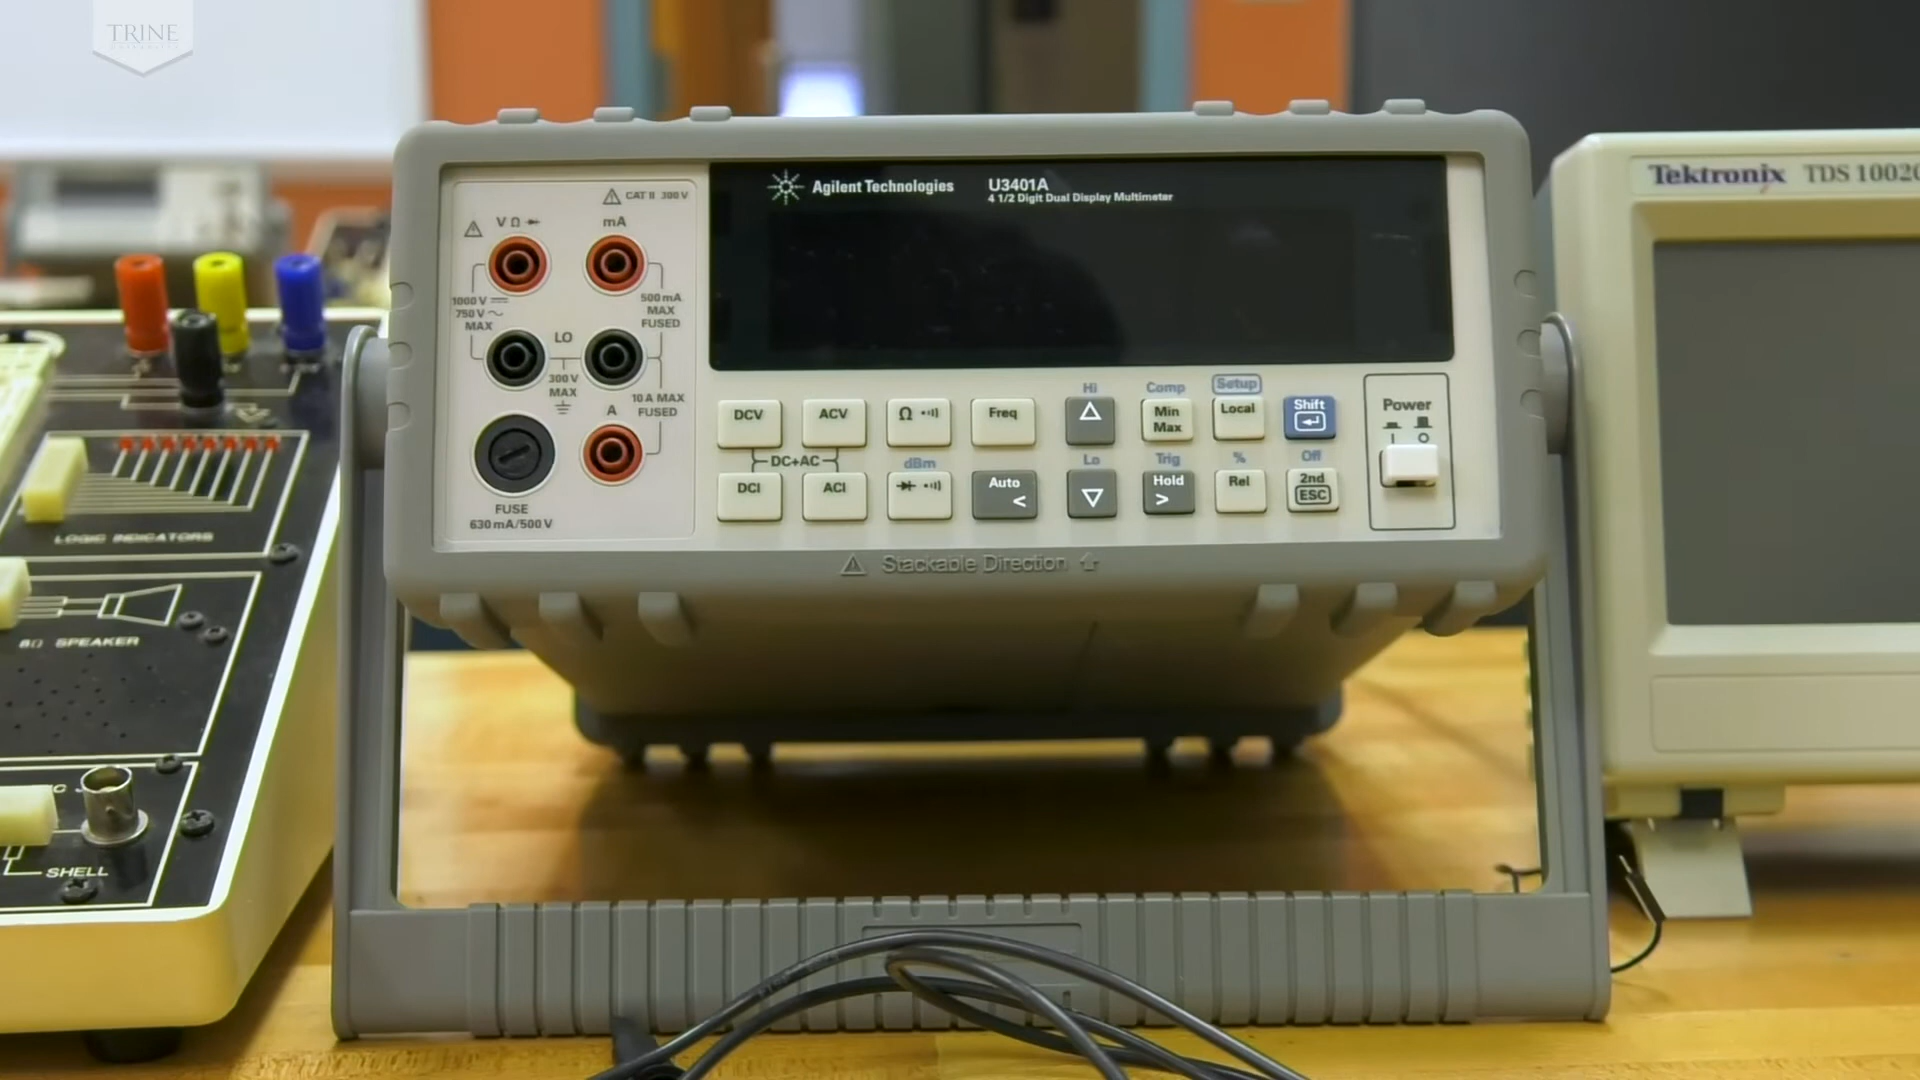 TRINE
Agilent Technologies
U3401A
4 1/2 Digit Dual Display Multimeter
Tektronix
TDS 1002
CAT II 300 V
V Ω
mA
1000 V
750 V
MAX
500 mA
MAX
FUSED
LO
300 V
MAX
10 A MAX
FUSED
A
FUSE
630 mA/500 V
Hi
Comp
Setup
DCV
ACV
Ω
Freq
Min
Max
Local
Shift
Power
I O
DC+AC
dBm
Lo
Trig
%
Off
DCI
ACI
Auto
<
Hold
>
Rel
2nd
ESC
Stackable Direction
LOGIC INDICATORS
8Ω SPEAKER
SHELL